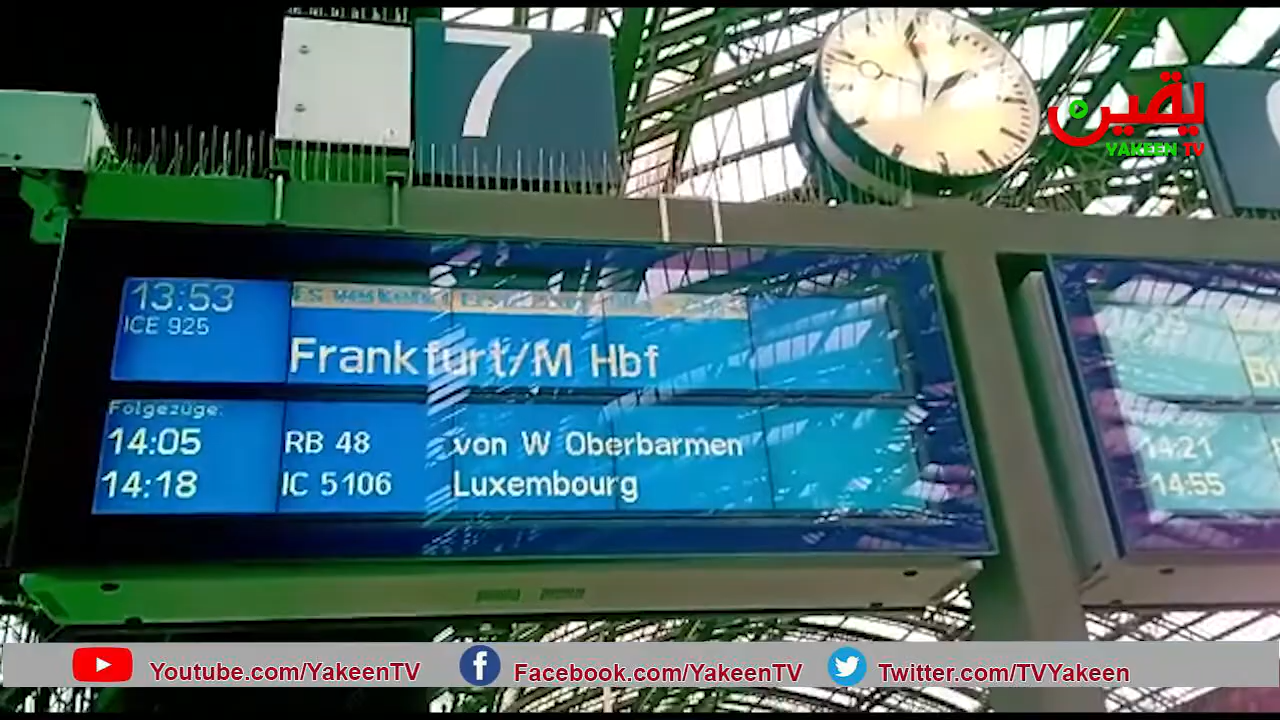 7
يقين
YAKEEN TV
13:53
ICE 925
Frankfurt/M Hbf
Folgezüge:
14:05 RB 48 von W Oberbarmen
14:18 IC 5106 Luxembourg
14:21
14:55
Youtube.com/YakeenTV
Facebook.com/YakeenTV
Twitter.com/TVYakeen